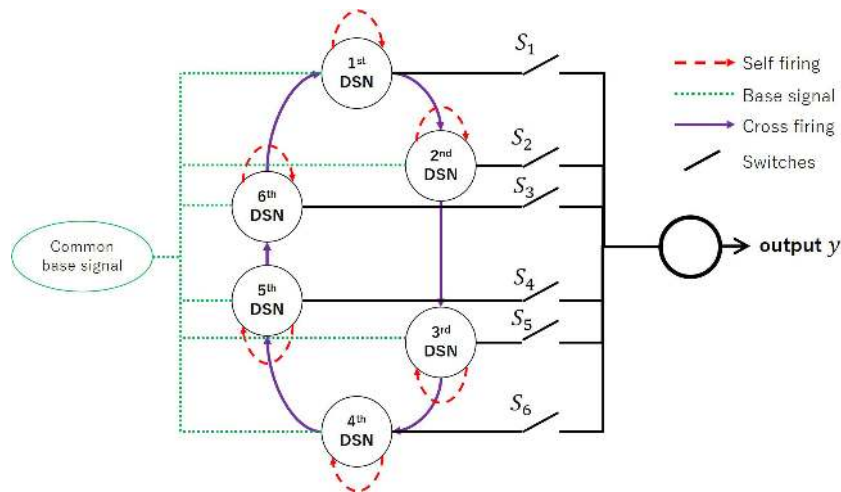 1st
DSN
2nd
DSN
6th
DSN
5th
DSN
3rd
DSN
4th
DSN
Common
base signal
S1
S2
S3
S4
S5
S6
Self firing
Base signal
Cross firing
Switches
output y